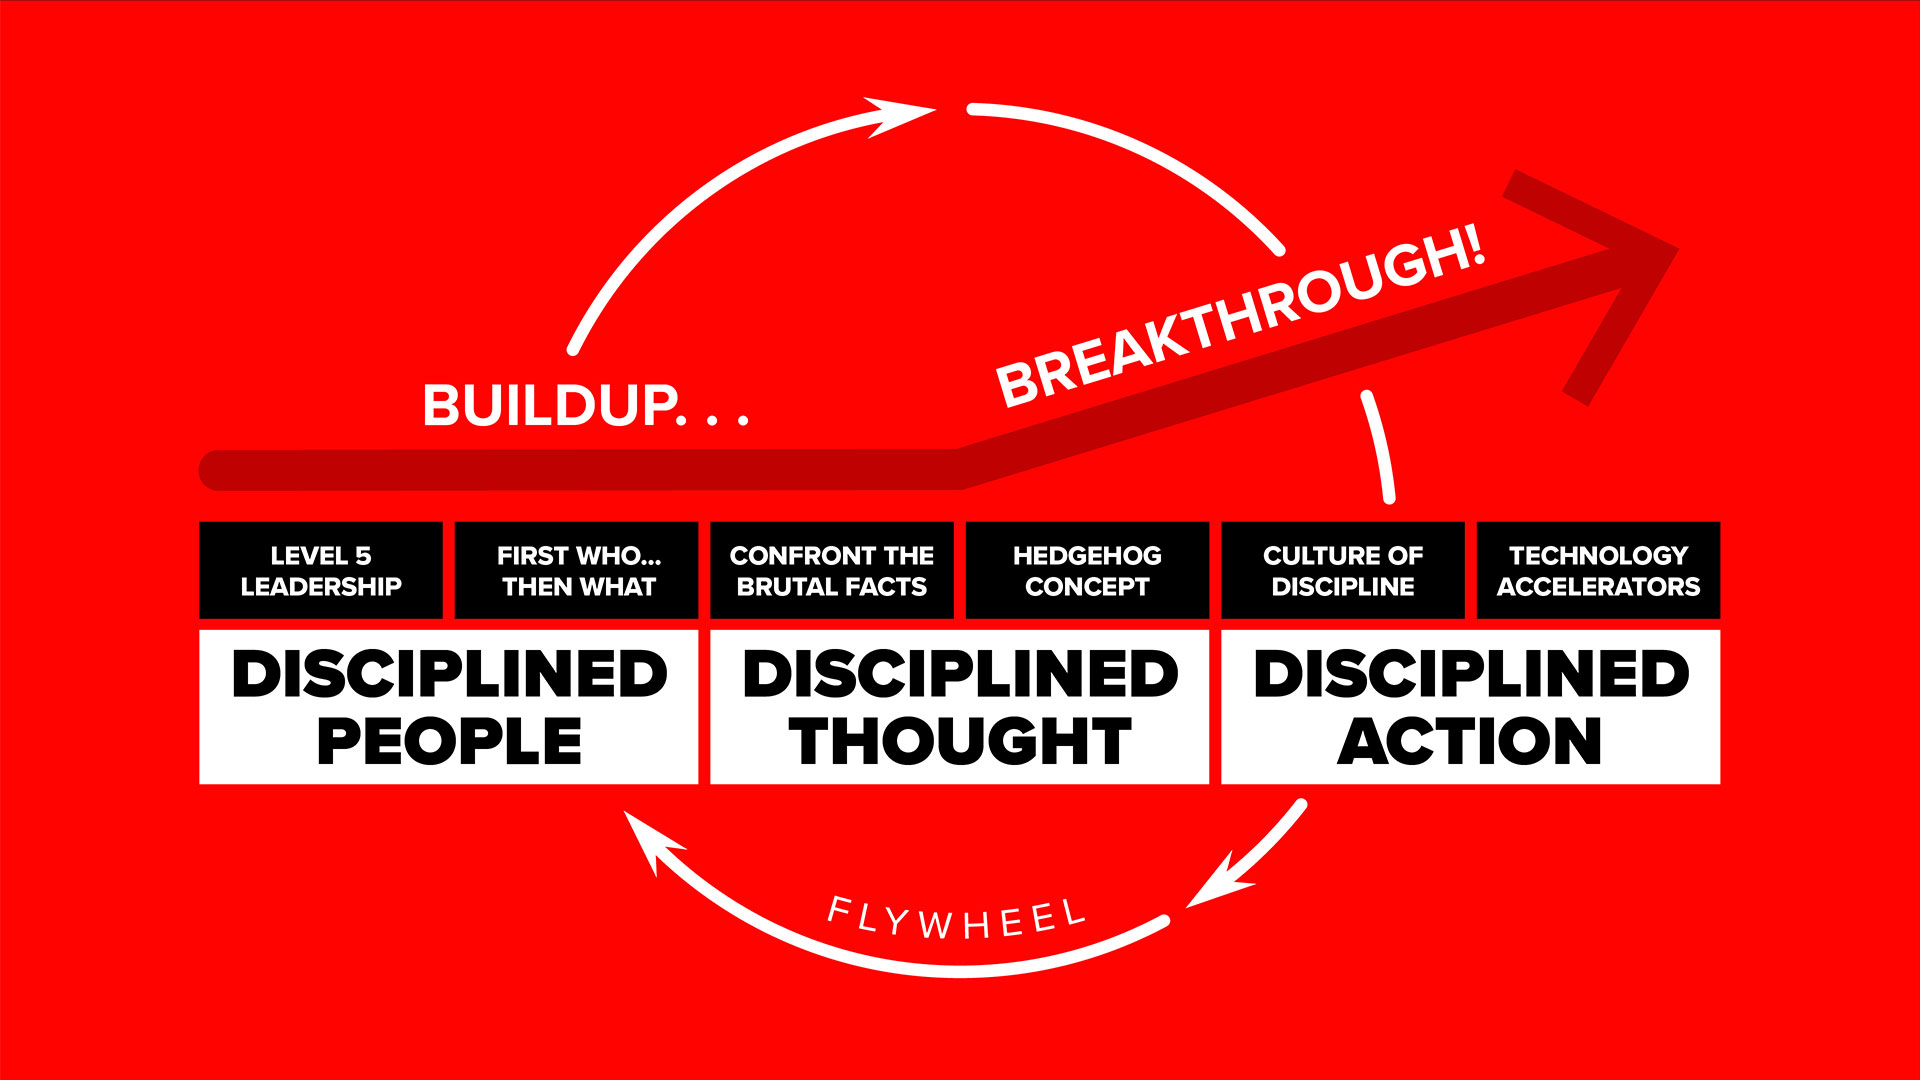 BUILDUP. . .
BREAKTHROUGH!
LEVEL 5
LEADERSHIP
FIRST WHO...
THEN WHAT
CONFRONT THE
BRUTAL FACTS
HEDGEHOG
CONCEPT
CULTURE OF
DISCIPLINE
TECHNOLOGY
ACCELERATORS
DISCIPLINED
PEOPLE
DISCIPLINED
THOUGHT
DISCIPLINED
ACTION
FLYWHEEL